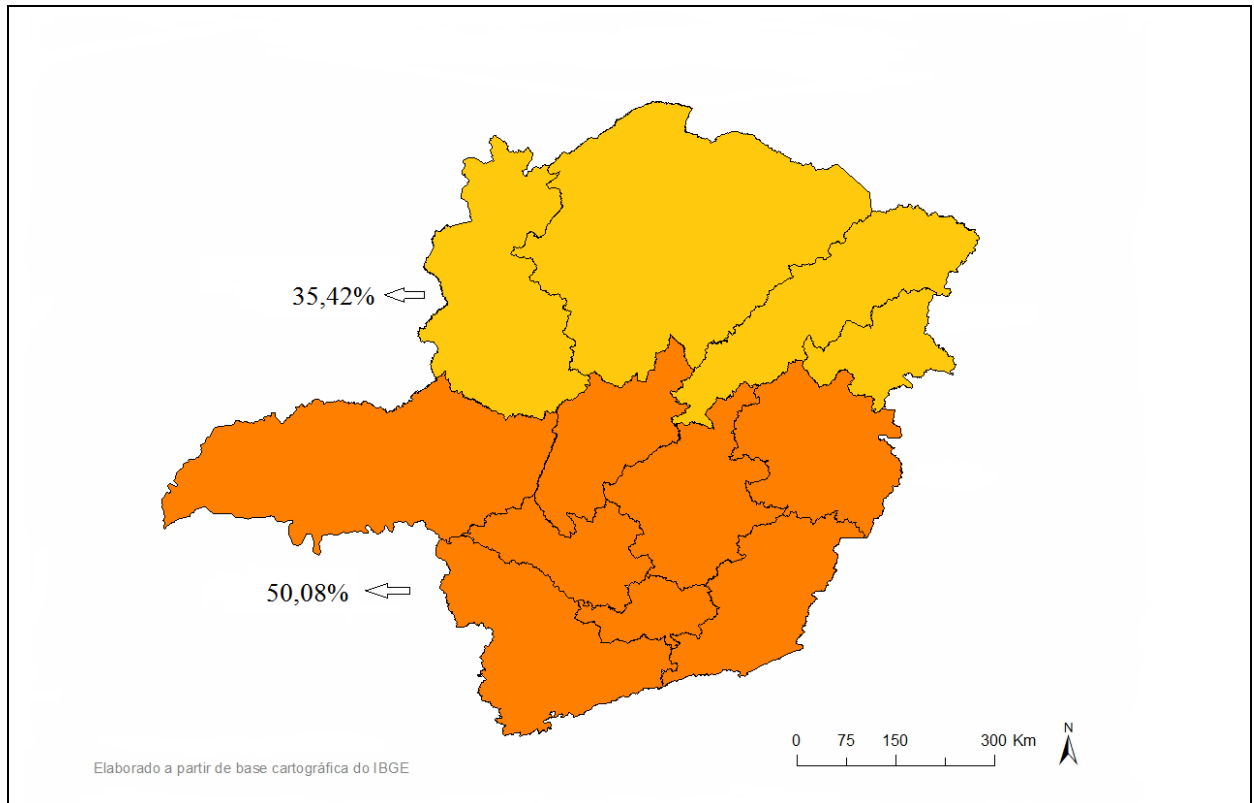 35,42%
50,08%
N
0 75 150 300 Km
Elaborado a partir de base cartográfica do IBGE